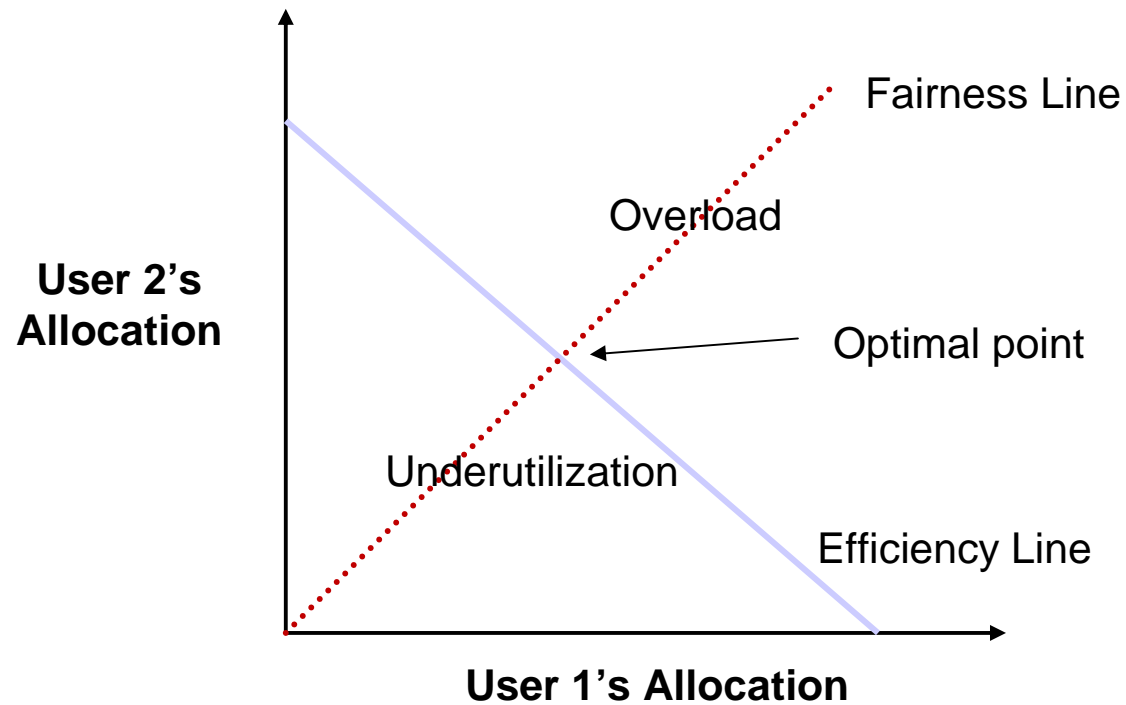 Fairness Line
Overload
User 2’s
Allocation
Optimal point
Underutilization
Efficiency Line
User 1’s Allocation